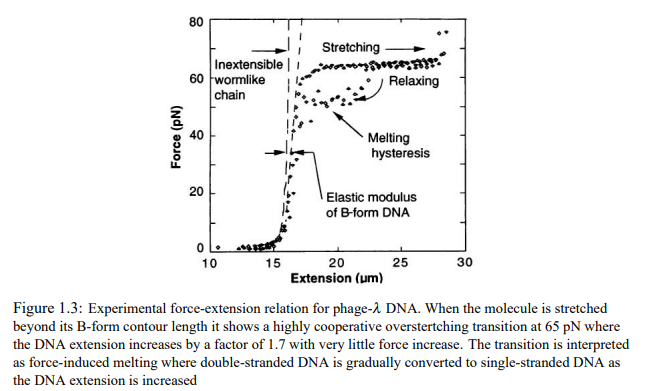 80
60
40
20
0
Force (pN)
Inextensible
wormlike
chain
Stretching
Relaxing
Melting
hysteresis
Elastic modulus
of B-form DNA
10 15 20 25 30
Extension (μm)
Figure 1.3: Experimental force-extension relation for phage-λ DNA. When the molecule is stretched
beyond its B-form contour length it shows a highly cooperative overstertching transition at 65 pN where
the DNA extension increases by a factor of 1.7 with very little force increase. The transition is interpreted
as force-induced melting where double-stranded DNA is gradually converted to single-stranded DNA as
the DNA extension is increased